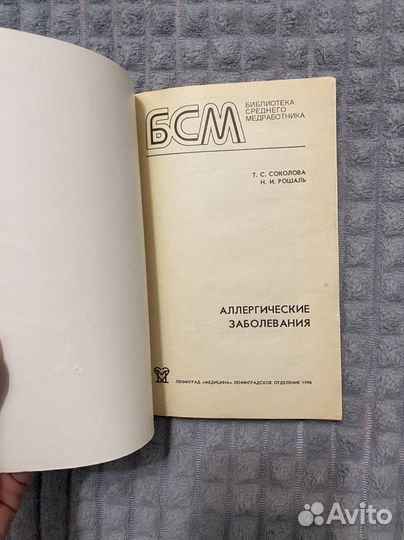 БСМ
БИБЛИОТЕКА
СРЕДНЕГО
МЕДРАБОТНИКА
Т. С. СОКОЛОВА
Н. И. РОШАЛЬ
АЛЛЕРГИЧЕСКИЕ
ЗАБОЛЕВАНИЯ
ЛЕНИНГРАД «МЕДИЦИНА» ЛЕНИНГРАДСКОЕ ОТДЕЛЕНИЕ 1990
Avito